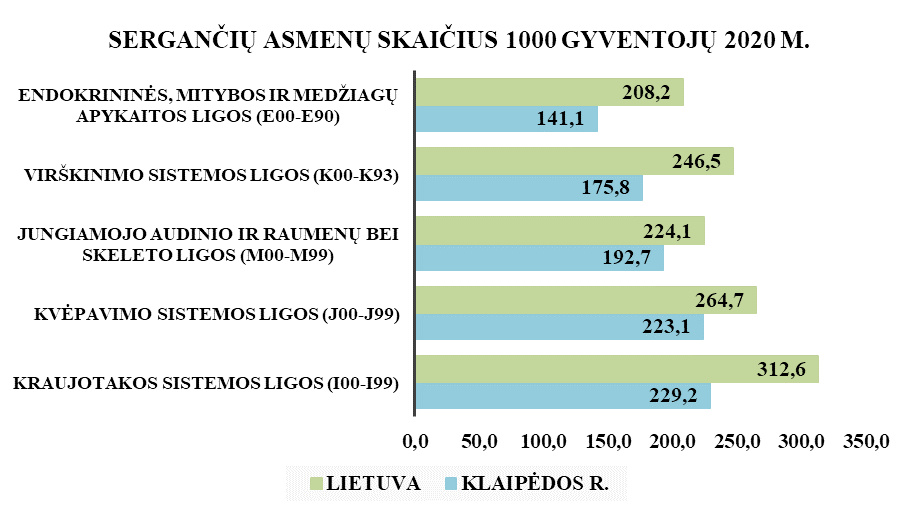 SERGANČIŲ ASMENŲ SKAIČIUS 1000 GYVENTOJŲ 2020 M.
ENDOKRININĖS, MITYBOS IR MEDŽIAGŲ
APYKAITOS LIGOS (E00-E90)
208,2
141,1
VIRŠKINIMO SISTEMOS LIGOS (K00-K93)
246,5
175,8
JUNGIAMOJO AUDINIO IR RAUMENŲ BEI
SKELETO LIGOS (M00-M99)
224,1
192,7
KVĖPAVIMO SISTEMOS LIGOS (J00-J99)
264,7
223,1
KRAUJOTAKOS SISTEMOS LIGOS (I00-I99)
312,6
229,2
0,0 50,0 100,0 150,0 200,0 250,0 300,0 350,0
LIETUVA KLAIPĖDOS R.